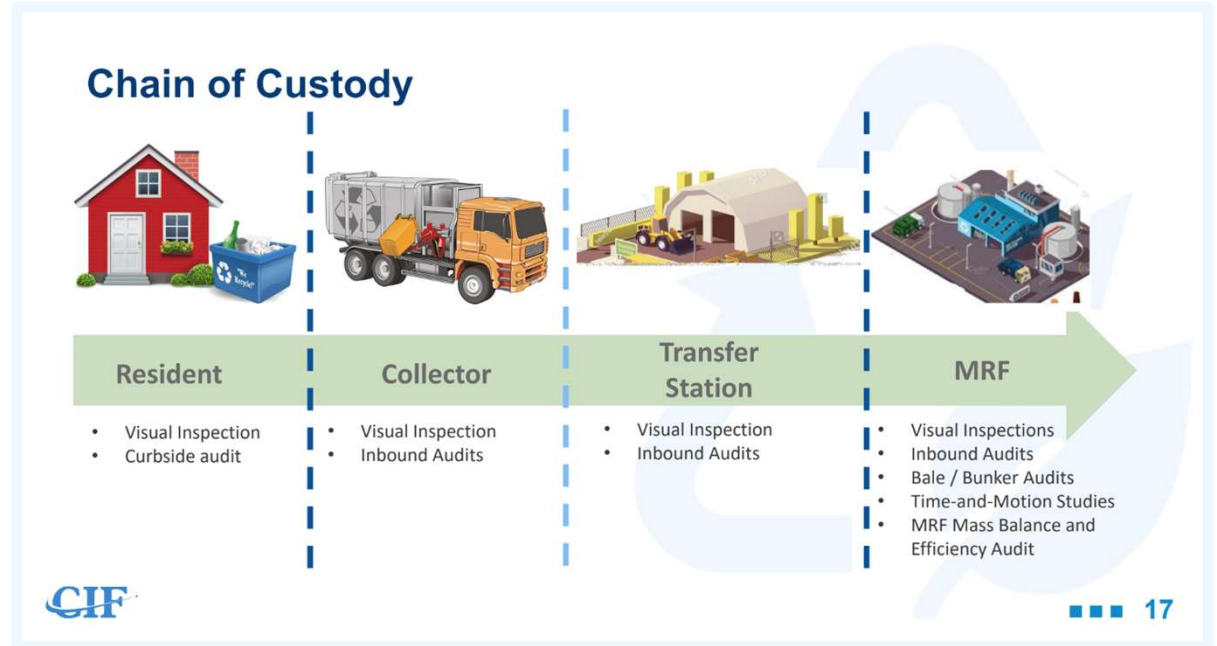 Chain of Custody
We
Recycle!
Resident
Collector
Transfer
Station
MRF
• Visual Inspection
• Curbside audit
• Visual Inspection
• Inbound Audits
• Visual Inspection
• Inbound Audits
• Visual Inspections
• Inbound Audits
• Bale / Bunker Audits
• Time-and-Motion Studies
• MRF Mass Balance and
Efficiency Audit
CIF
17